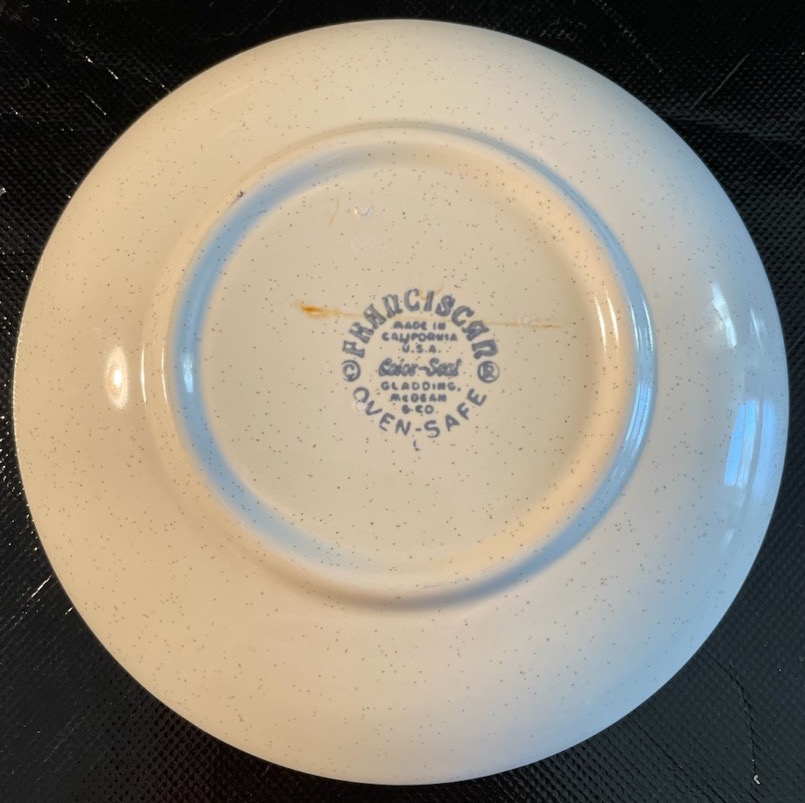 © FRANCISCAN ®
MADE IN
CALIFORNIA
U.S.A.
Color-Seal
GLADDING,
McBEAN
& CO.
OVEN-SAFE
L